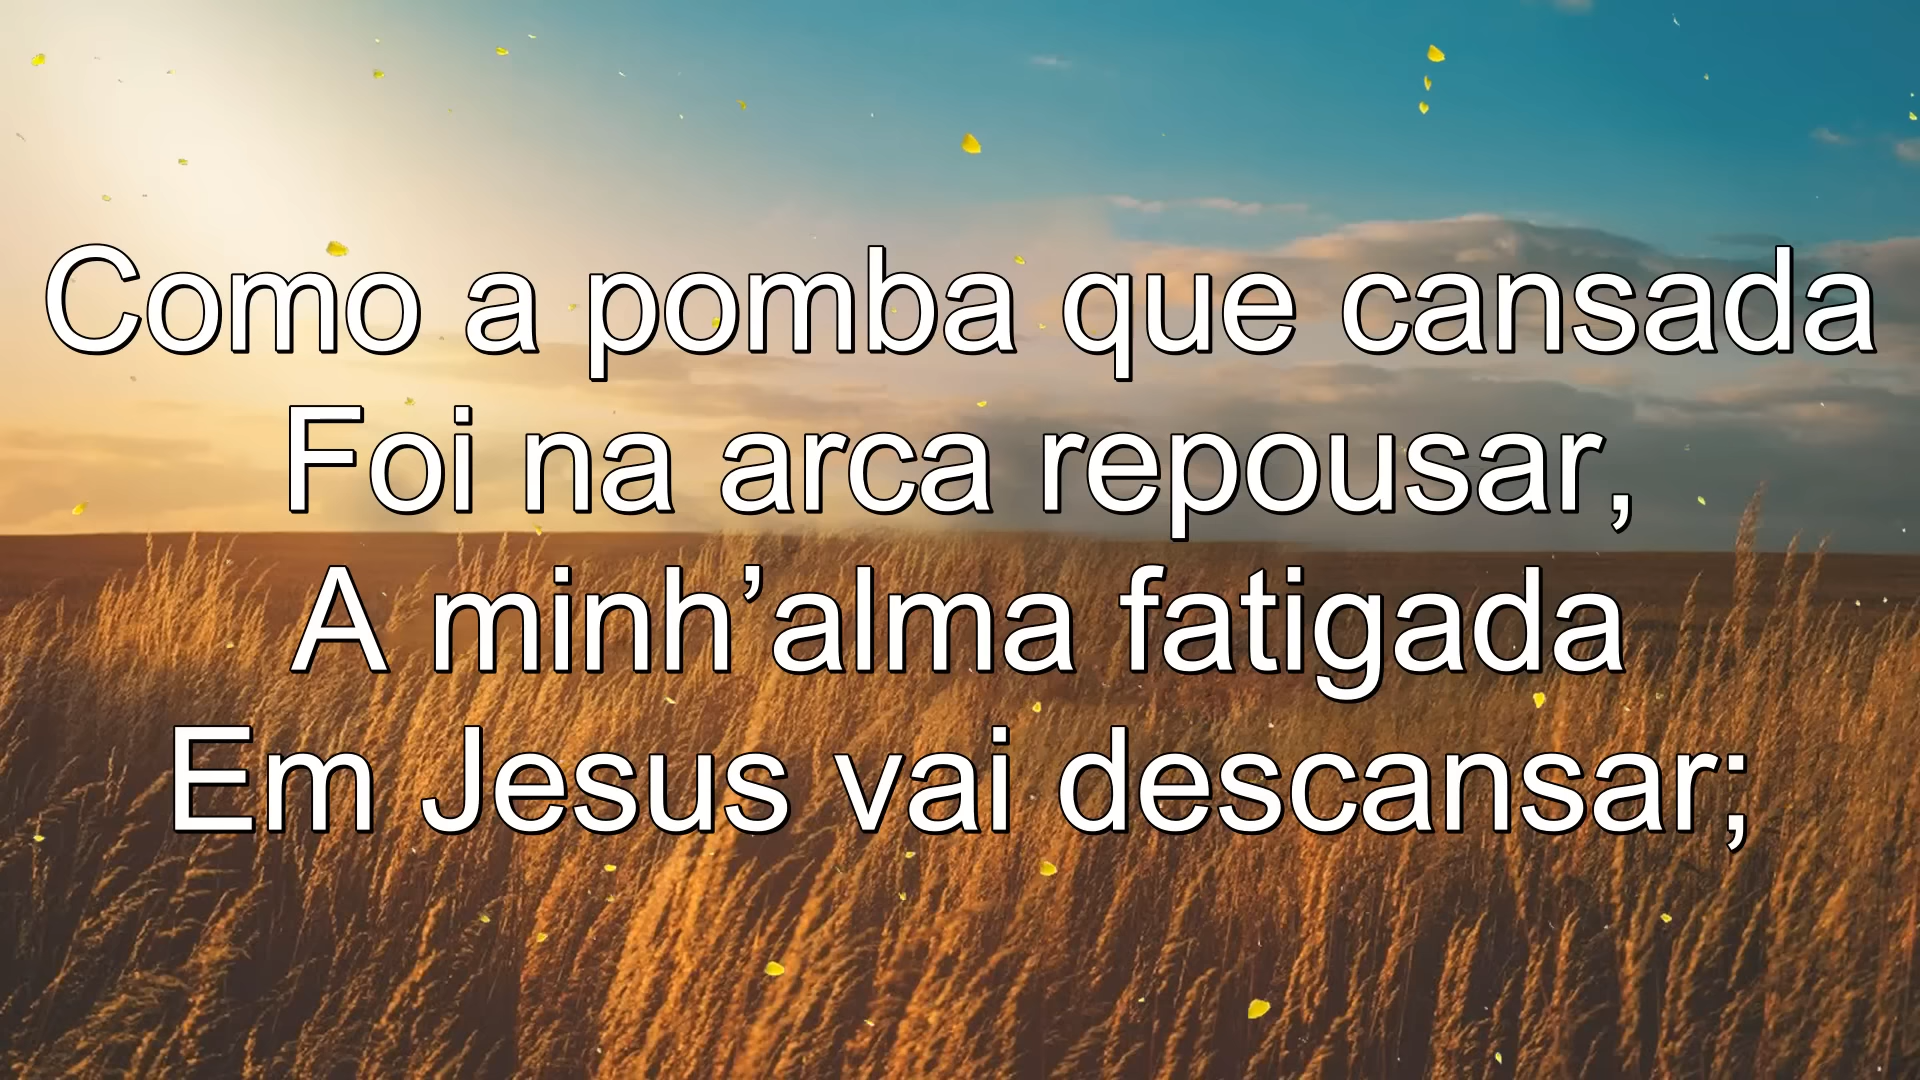 Como a pomba que cansada
Foi na arca repousar,
A minh’alma fatigada
Em Jesus vai descansar;